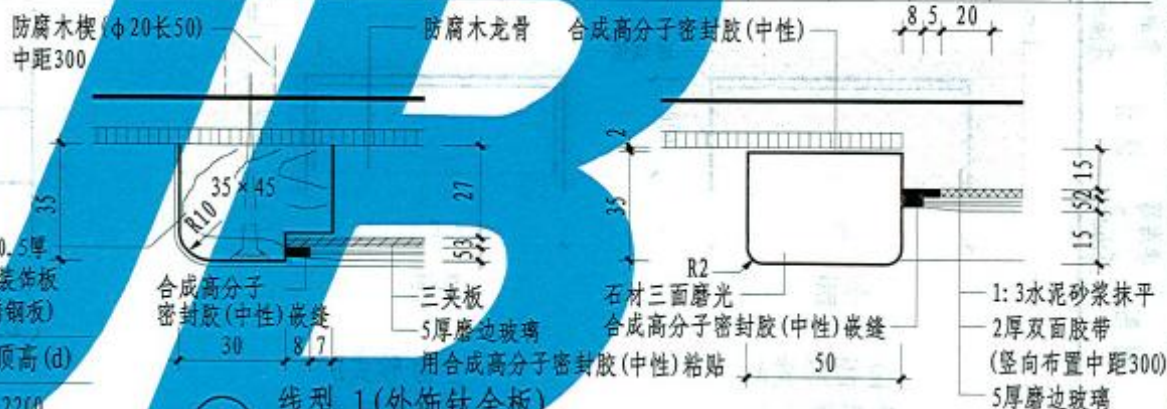 防腐木楔(ф20长50)
中距300
防腐木龙骨
合成高分子密封胶(中性)
8 5 20
35
35×45
R10
27
5 3
0.5厚
装饰板
钢板)
合成高分子
密封胶(中性)嵌缝
三夹板
5厚磨边玻璃
用合成高分子密封胶(中性)粘贴
30 8 7
顶高(d)
线型 1(外饰钛金板)
2
35
15
5 2
15
R2
石材三面磨光
合成高分子密封胶(中性)嵌缝
50
1:3水泥砂浆抹平
2厚双面胶带
(竖向布置中距300)
5厚磨边玻璃
JB